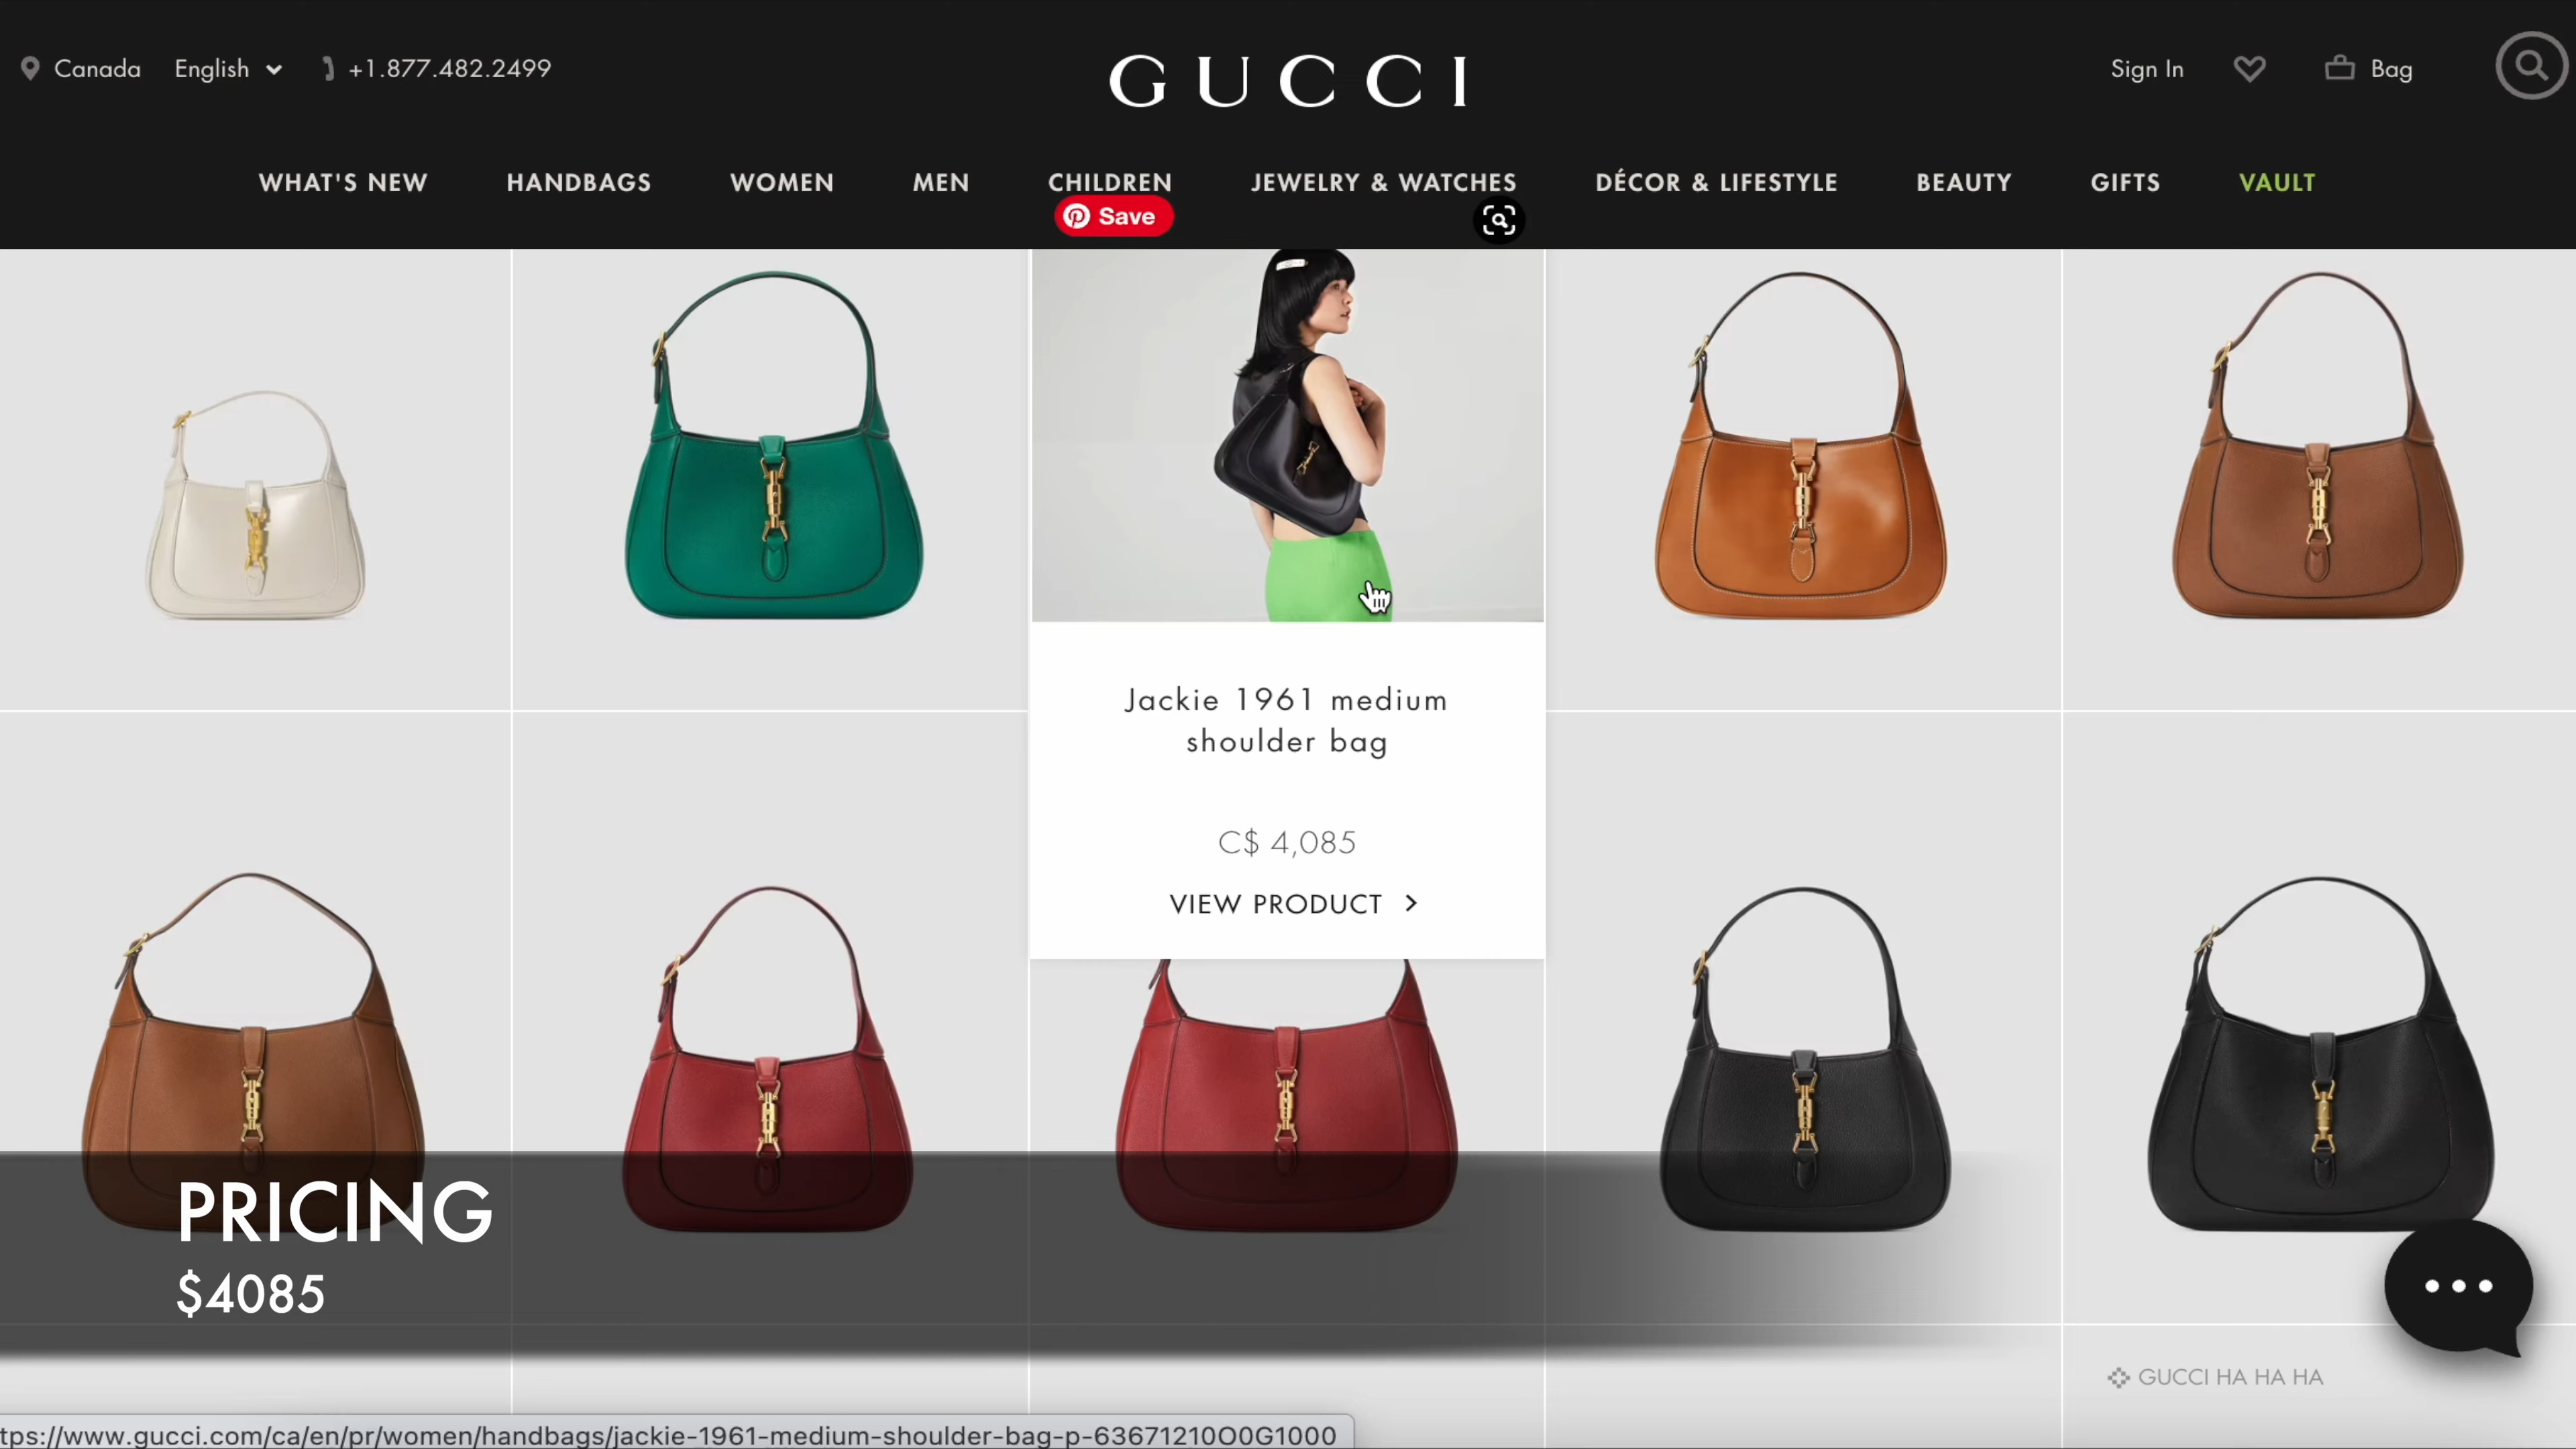 Canada English +1.877.482.2499
GUCCI
Sign In Bag
WHAT'S NEW HANDBAGS WOMEN MEN CHILDREN JEWELRY & WATCHES DÉCOR & LIFESTYLE BEAUTY GIFTS VAULT
Save
Jackie 1961 medium
shoulder bag
C$ 4,085
VIEW PRODUCT
PRICING
$4085
GUCCI HA HA HA
tps://www.gucci.com/ca/en/pr/women/handbags/jackie-1961-medium-shoulder-bag-p-63671210O0G1000